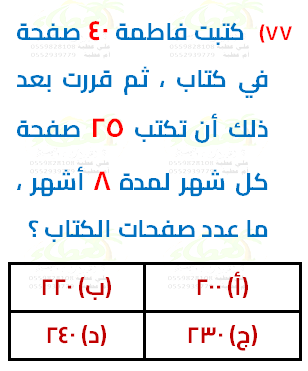 ٧٧) كتبت فاطمة ٤٠ صفحة
في كتاب ، ثم قررت بعد
ذلك أن تكتب ٢٥ صفحة
كل شهر لمدة ٨ أشهر ،
ما عدد صفحات الكتاب ؟
(أ) ٢٠٠ (ب) ٢٢٠
(ج) ٢٣٠ (د) ٢٤٠